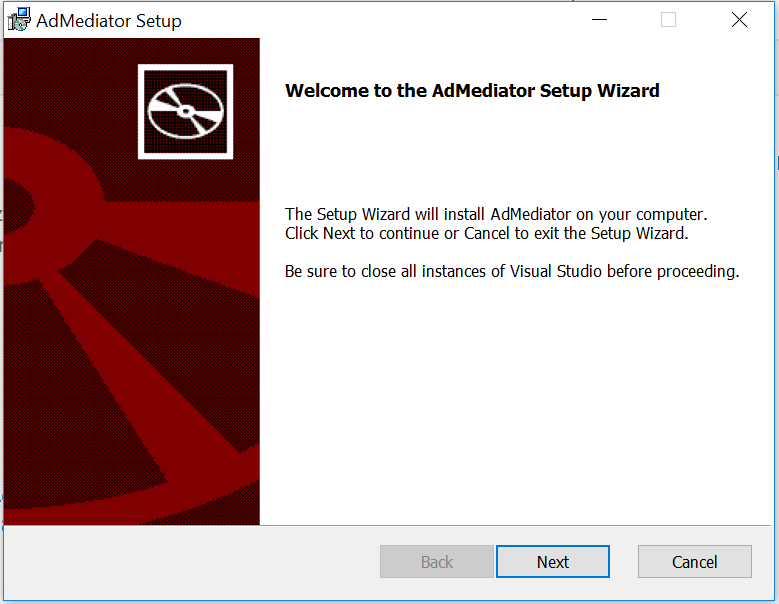 AdMediator Setup
Welcome to the AdMediator Setup Wizard
The Setup Wizard will install AdMediator on your computer.
Click Next to continue or Cancel to exit the Setup Wizard.
Be sure to close all instances of Visual Studio before proceeding.
Back
Next
Cancel